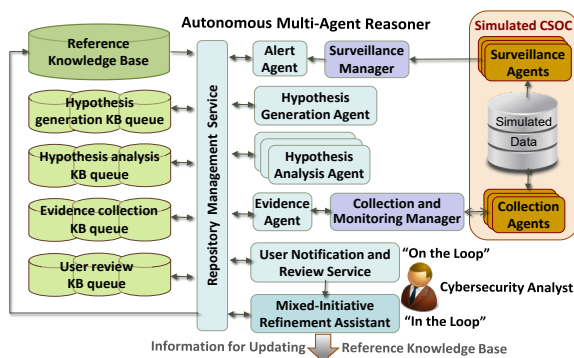 Autonomous Multi-Agent Reasoner
Simulated CSOC
Reference
Knowledge Base
Alert
Agent
Surveillance
Manager
Surveillance
Agents
Hypothesis
generation KB queue
Hypothesis
Generation Agent
Simulated
Data
Hypothesis analysis
KB queue
Hypothesis
Analysis Agent
Repository Management Service
Evidence collection
KB queue
Evidence
Agent
Collection and
Monitoring Manager
Collection
Agents
User review
KB queue
User Notification and
Review Service
“On the Loop”
Cybersecurity Analyst
Mixed-Initiative
Refinement Assistant
“In the Loop”
Information for Updating
Reference Knowledge Base